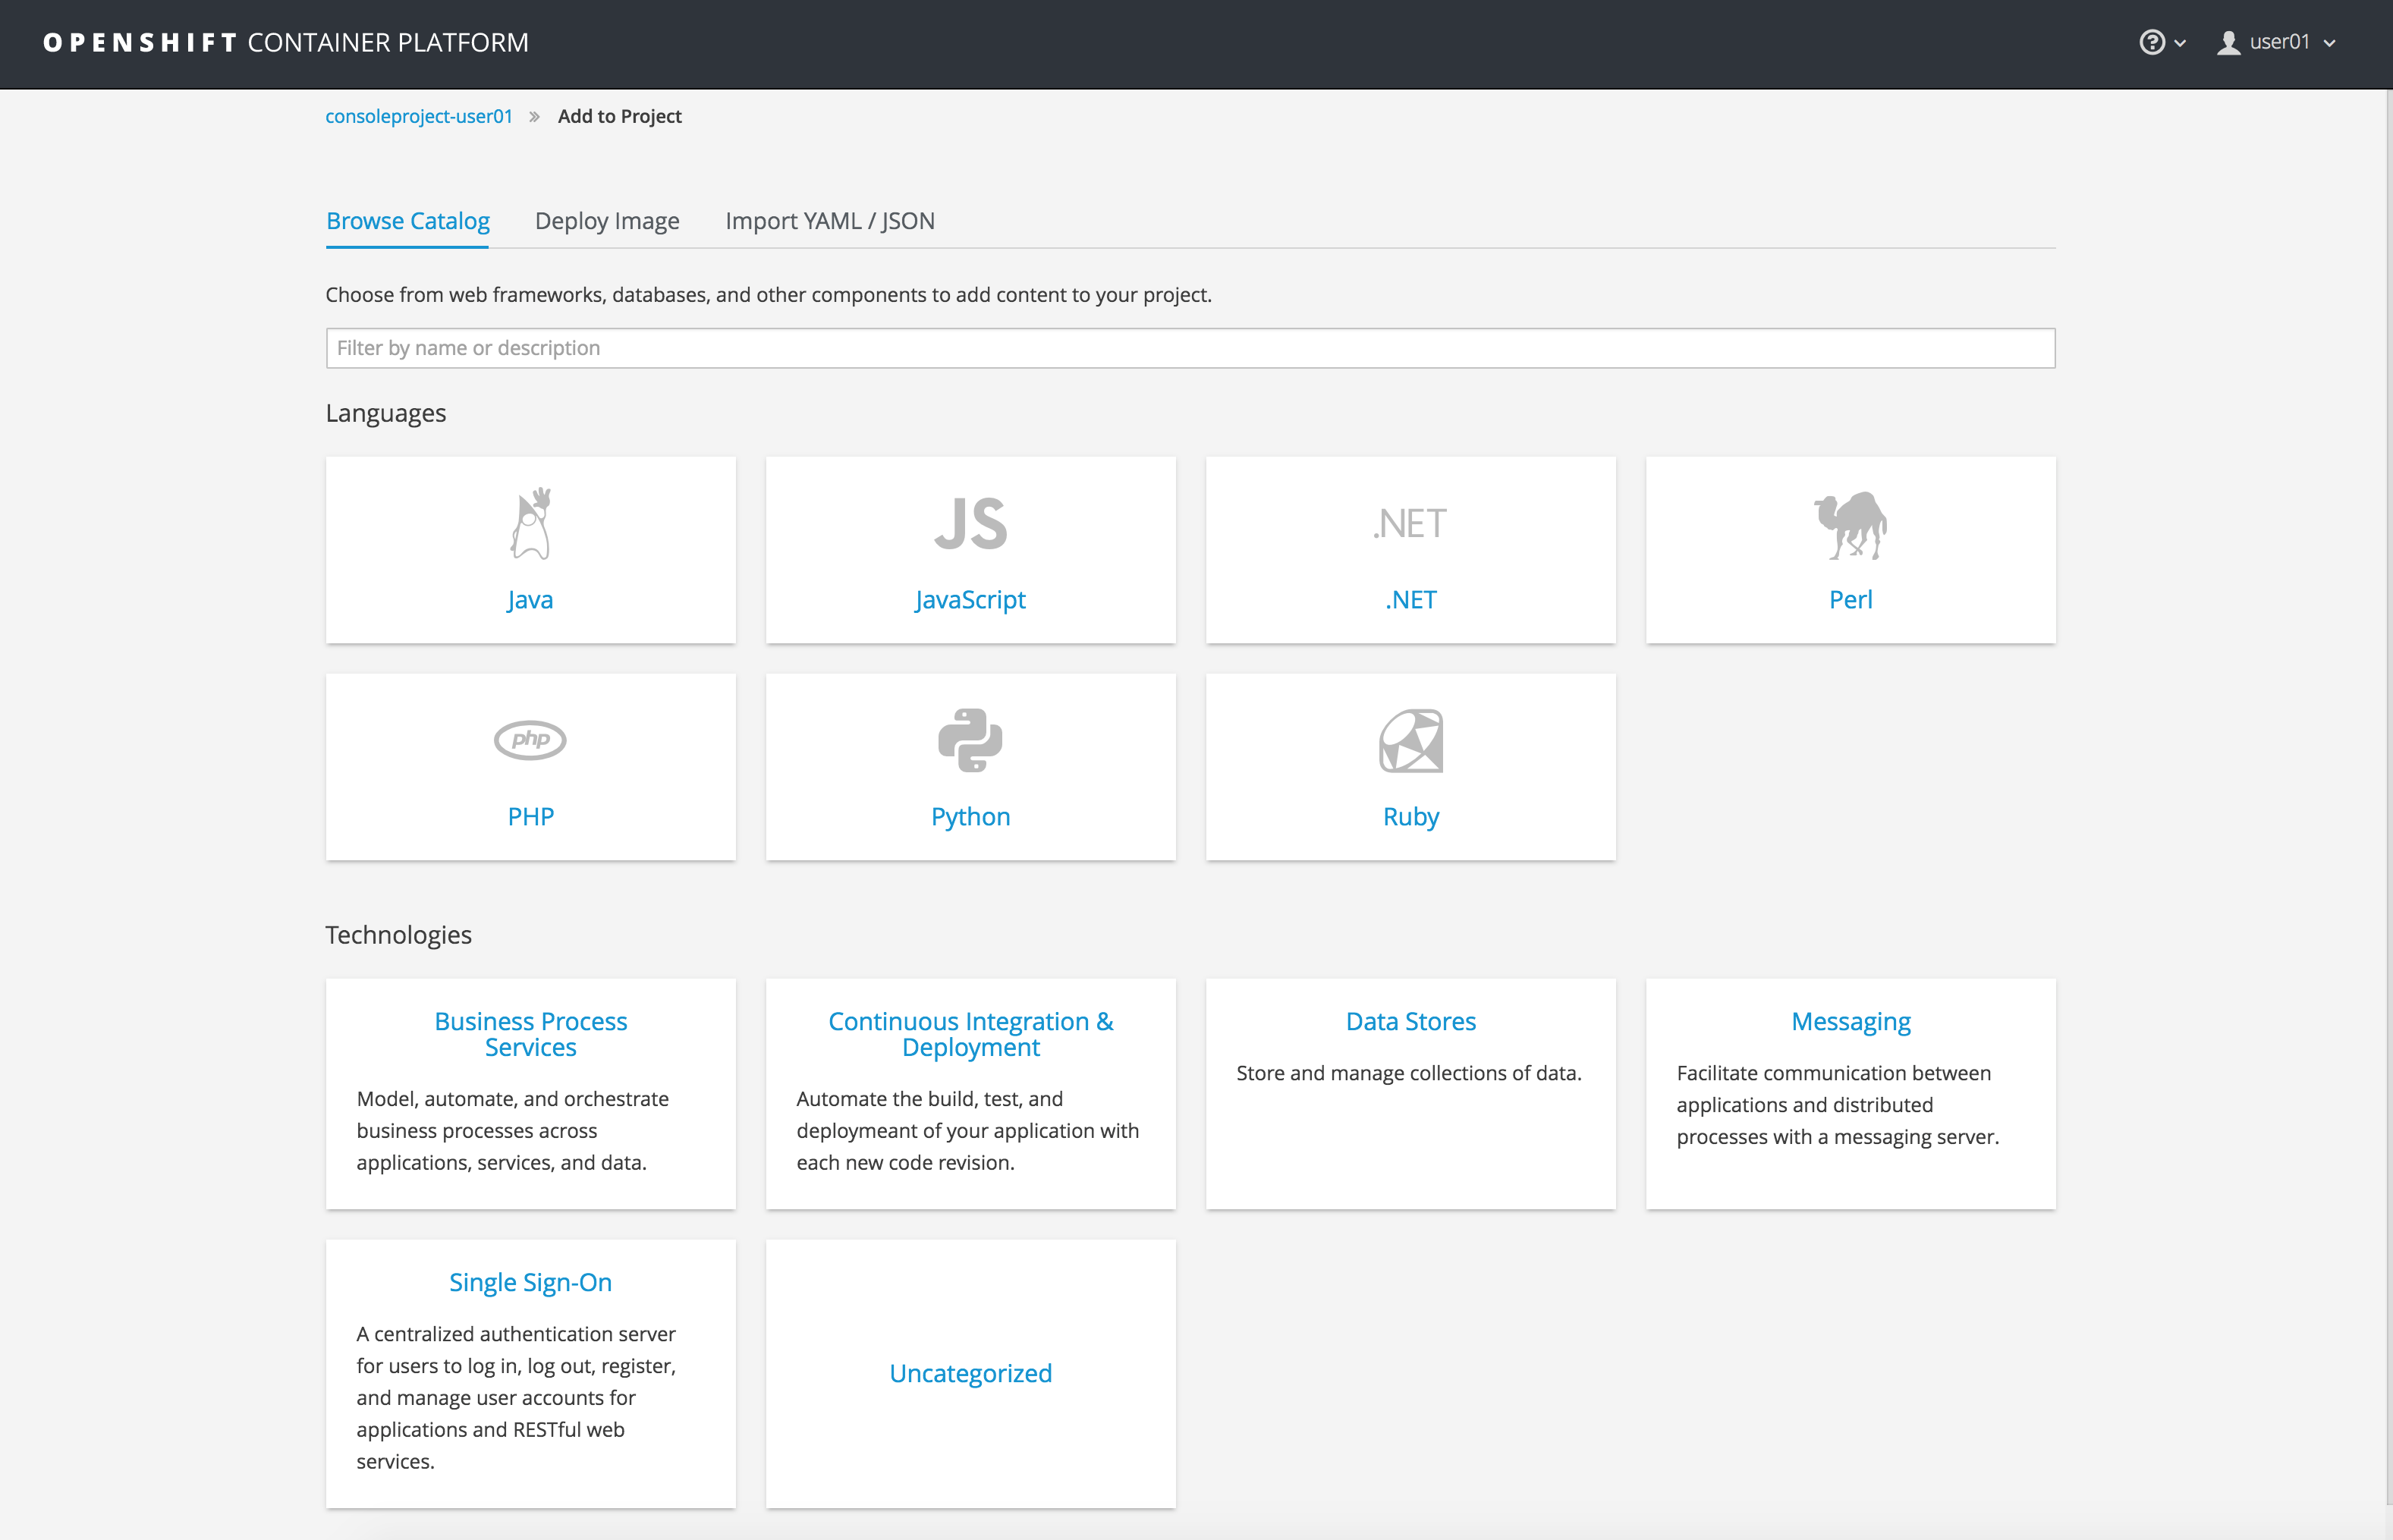 OPENSHIFT CONTAINER PLATFORM
user01
consoleproject-user01 » Add to Project
Browse Catalog Deploy Image Import YAML / JSON
Choose from web frameworks, databases, and other components to add content to your project.
Filter by name or description
Languages
JS .NET
Java JavaScript .NET Perl
php
PHP Python Ruby
Technologies
Business Process
Services
Model, automate, and orchestrate
business processes across
applications, services, and data.
Continuous Integration &
Deployment
Automate the build, test, and
deploymeant of your application with
each new code revision.
Data Stores
Store and manage collections of data.
Messaging
Facilitate communication between
applications and distributed
processes with a messaging server.
Single Sign-On
A centralized authentication server
for users to log in, log out, register,
and manage user accounts for
applications and RESTful web
services.
Uncategorized